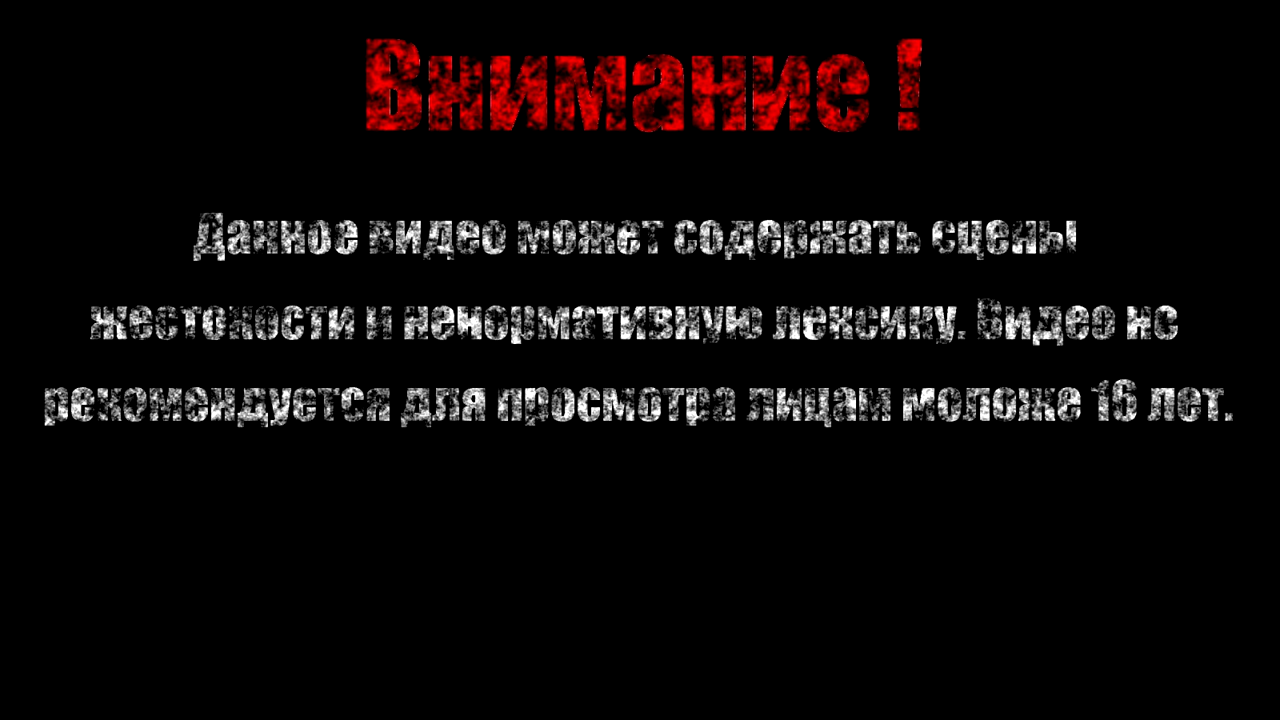 Внимание !
Данное видео может содержать сцены
жестокости и ненормативную лексику. Видео не
рекомендуется для просмотра лицам моложе 16 лет.